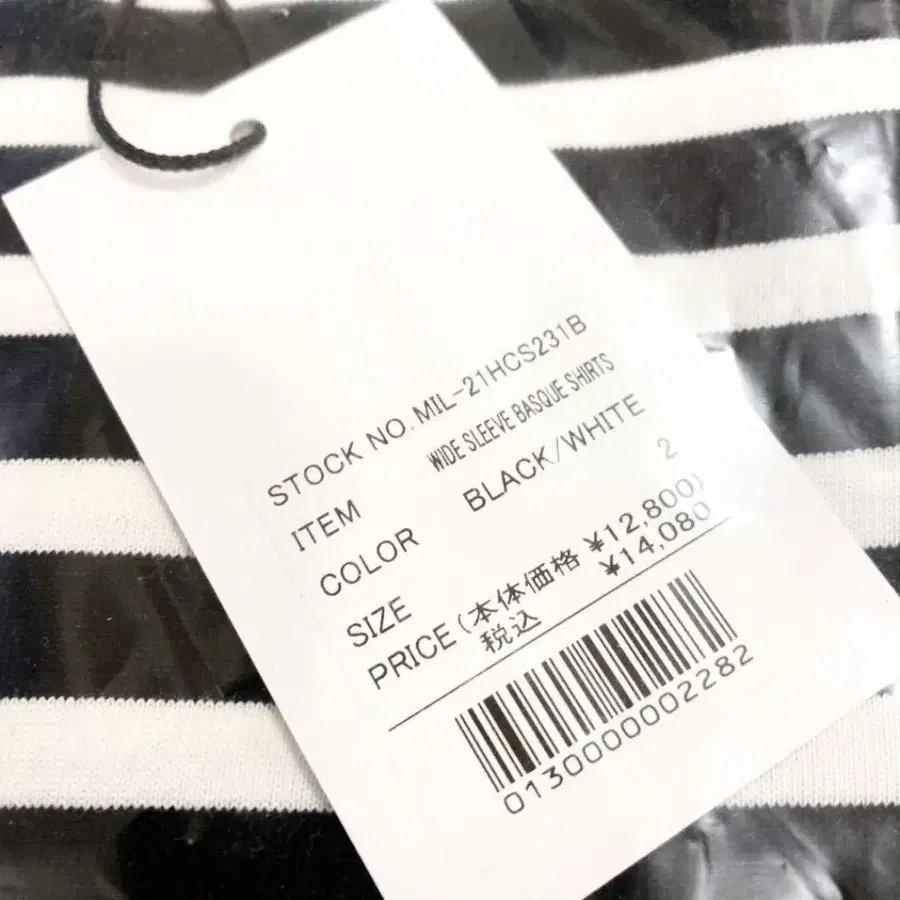 STOCK NO. MIL-21HCS231B
ITEM WIDE SLEEVE BASQUE SHIRTS
COLOR BLACK/WHITE
SIZE 2
PRICE (本体価格 ¥12,800)
税込 ¥14,080
0130000002282